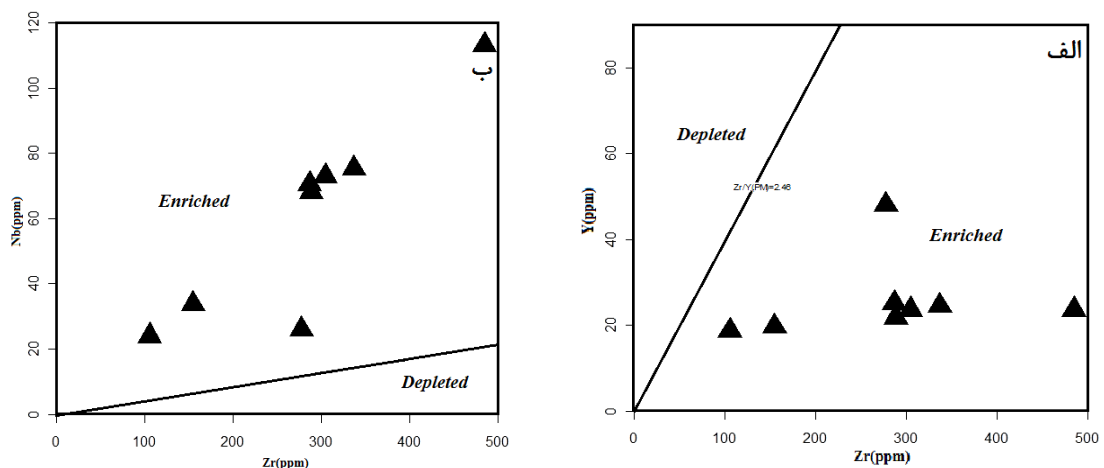 120
100
80
60
40
20
0
Nb(ppm)
ب
Enriched
Depleted
0
100
200
300
400
500
Zr(ppm)
80
60
40
20
0
Y(ppm)
الف
Depleted
Zr/Y(PM)=2.46
Enriched
0
100
200
300
400
500
Zr(ppm)